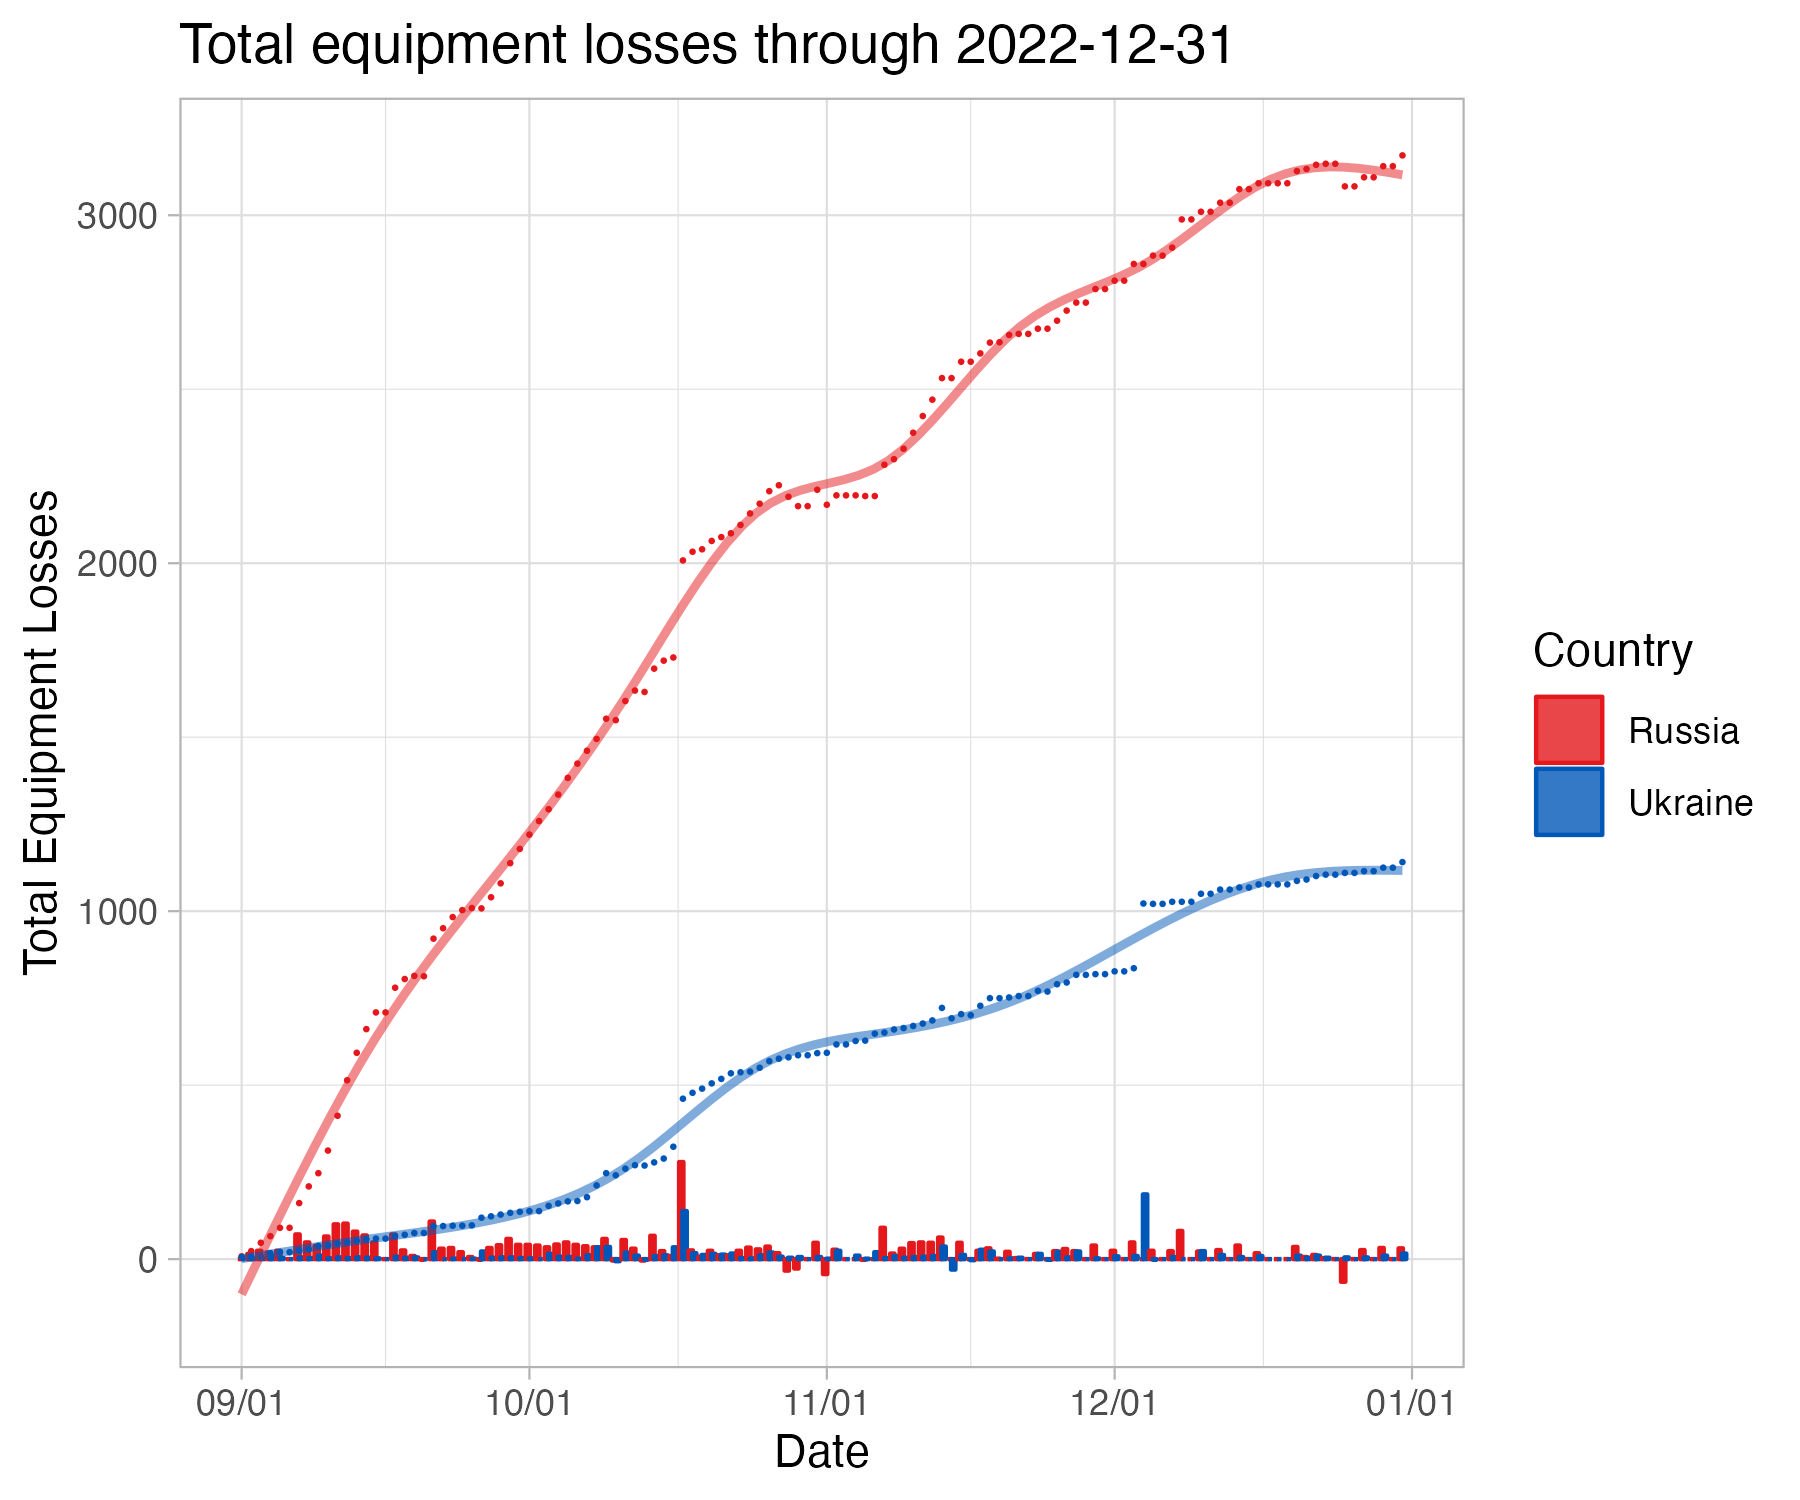 Total equipment losses through 2022-12-31
Total Equipment Losses
3000
2000
1000
0
09/01
10/01
11/01
12/01
01/01
Date
Country
Russia
Ukraine